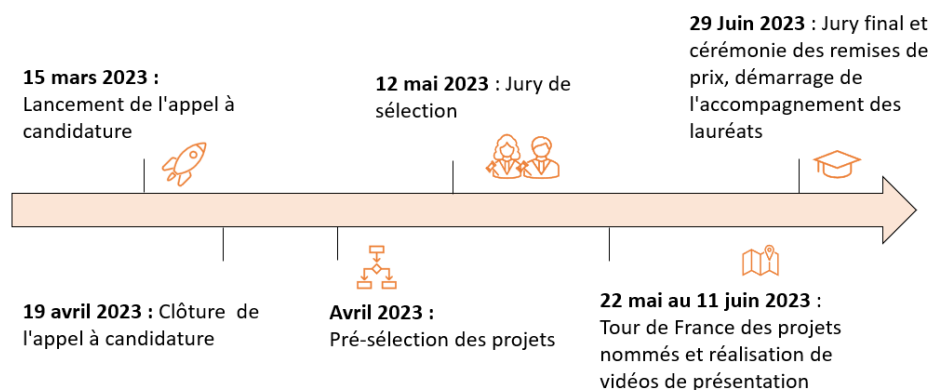 15 mars 2023 :
Lancement de l'appel à
candidature
12 mai 2023 : Jury de
sélection
29 Juin 2023 : Jury final et
cérémonie des remises de
prix, démarrage de
l'accompagnement des
lauréats
19 avril 2023 : Clôture de
l'appel à candidature
Avril 2023 :
Pré-sélection des projets
22 mai au 11 juin 2023 :
Tour de France des projets
nommés et réalisation de
vidéos de présentation